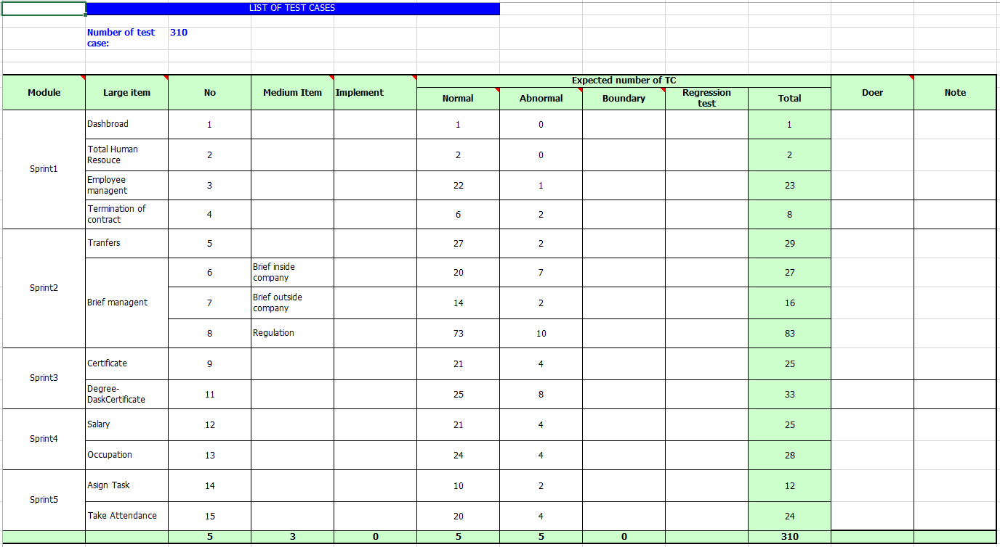 LIST OF TEST CASES
Number of test
case:
310
Module
Large item
No
Medium Item
Implement
Expected number of TC
Normal
Abnormal
Boundary
Regression
test
Total
Doer
Note
Sprint1
Dashbroad
1
1
0
1
Total Human
Resouce
2
2
0
2
Employee
managent
3
22
1
23
Termination of
contract
4
6
2
8
Sprint2
Tranfers
5
27
2
29
Brief managent
6
Brief inside
company
20
7
27
7
Brief outside
company
14
2
16
8
Regulation
73
10
83
Sprint3
Certificate
9
21
4
25
Degree-
DaskCertificate
11
25
8
33
Sprint4
Salary
12
21
4
25
Occupation
13
24
4
28
Sprint5
Asign Task
14
10
2
12
Take Attendance
15
20
4
24
5
3
0
5
5
0
310